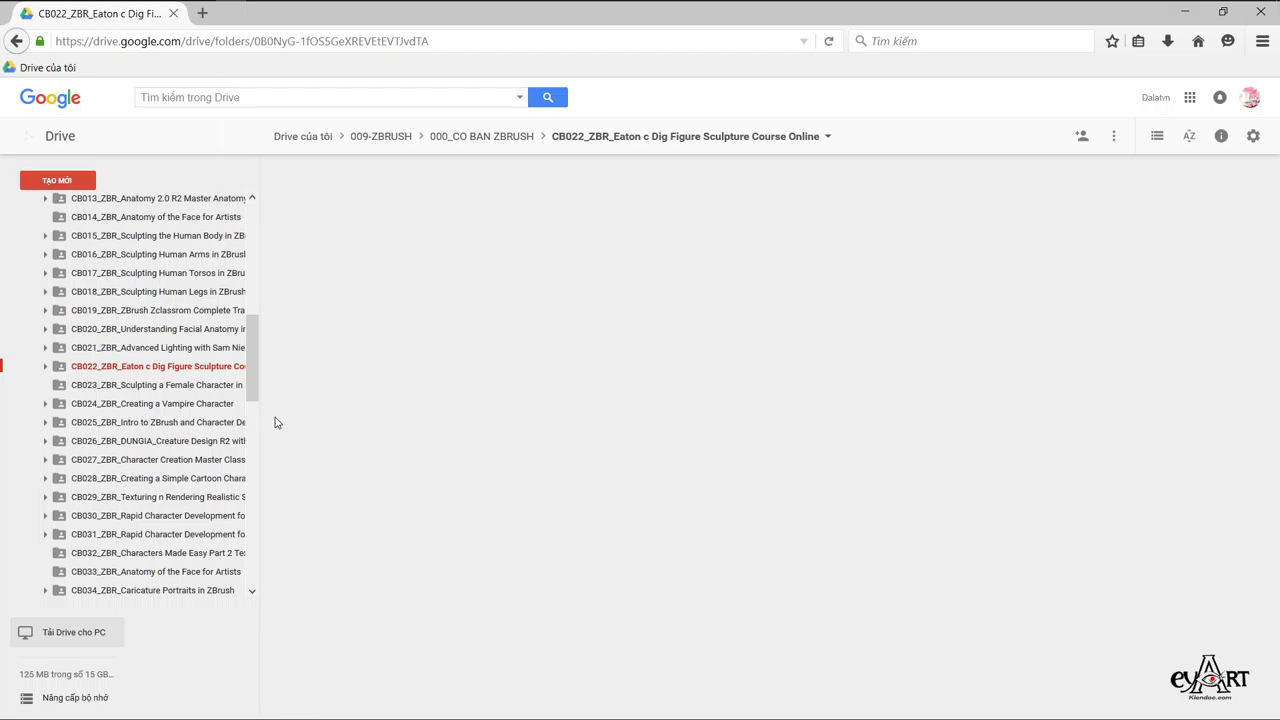 CB022_ZBR_Eaton c Dig Fi...
https://drive.google.com/drive/folders/0B0NyG-1fOS5GeXREVEtEVTJvdTA
Tìm kiếm
Drive của tôi
Google
Tìm kiếm trong Drive
Dalatvn
Drive
Drive của tôi > 009-ZBRUSH > 000_CO BAN ZBRUSH > CB022_ZBR_Eaton c Dig Figure Sculpture Course Online
TẠO MỚI
CB013_ZBR_Anatomy 2.0 R2 Master Anatomy
CB014_ZBR_Anatomy of the Face for Artists
CB015_ZBR_Sculpting the Human Body in ZB
CB016_ZBR_Sculpting Human Arms in ZBrush
CB017_ZBR_Sculpting Human Torsos in ZBru
CB018_ZBR_Sculpting Human Legs in ZBrush
CB019_ZBR_ZBrush Zclassrom Complete Tra
CB020_ZBR_Understanding Facial Anatomy in
CB021_ZBR_Advanced Lighting with Sam Nie
CB022_ZBR_Eaton c Dig Figure Sculpture Cou
CB023_ZBR_Sculpting a Female Character in
CB024_ZBR_Creating a Vampire Character
CB025_ZBR_Intro to ZBrush and Character De
CB026_ZBR_DUNGIA_Creature Design R2 with
CB027_ZBR_Character Creation Master Class
CB028_ZBR_Creating a Simple Cartoon Chara
CB029_ZBR_Texturing n Rendering Realistic S
CB030_ZBR_Rapid Character Development fo
CB031_ZBR_Rapid Character Development fo
CB032_ZBR_Characters Made Easy Part 2 Te
CB033_ZBR_Anatomy of the Face for Artists
CB034_ZBR_Caricature Portraits in ZBrush
Tải Drive cho PC
125 MB trong số 15 GB...
Nâng cấp bộ nhớ
eyART
Kiendoc.com